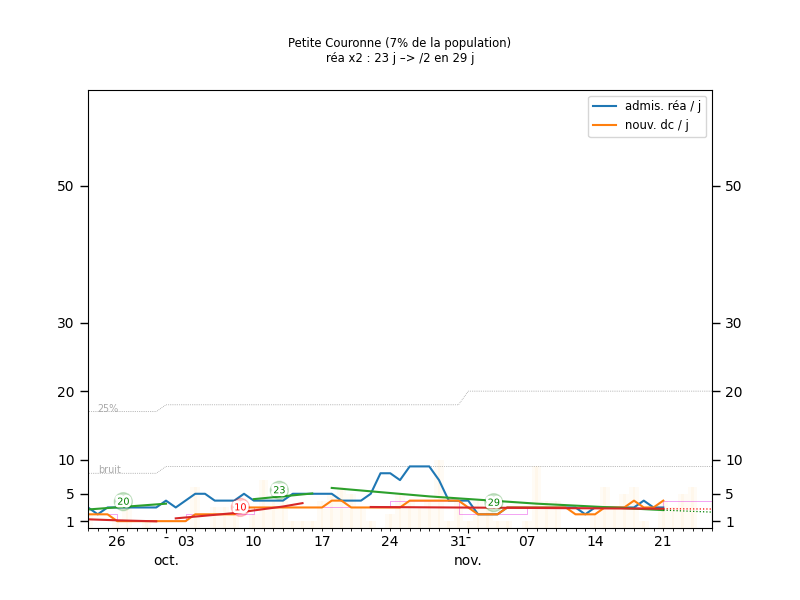 Petite Couronne (7% de la population)
réa x2 : 23 j –> /2 en 29 j
admis. réa / j
nouv. dc / j
50 50
30 30
20 20
25%
10 10
bruit
5 5
1 1
20 10 23 29
26 03 10 17 24 31 07 14 21
oct. nov.